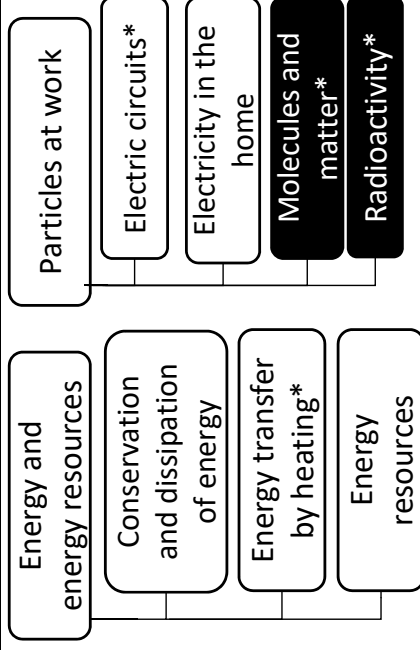 Energy and
energy resources
Conservation
and dissipation
of energy
Energy transfer
by heating*
Energy
resources
Particles at work
Electric circuits*
Electricity in the
home
Molecules and
matter*
Radioactivity*